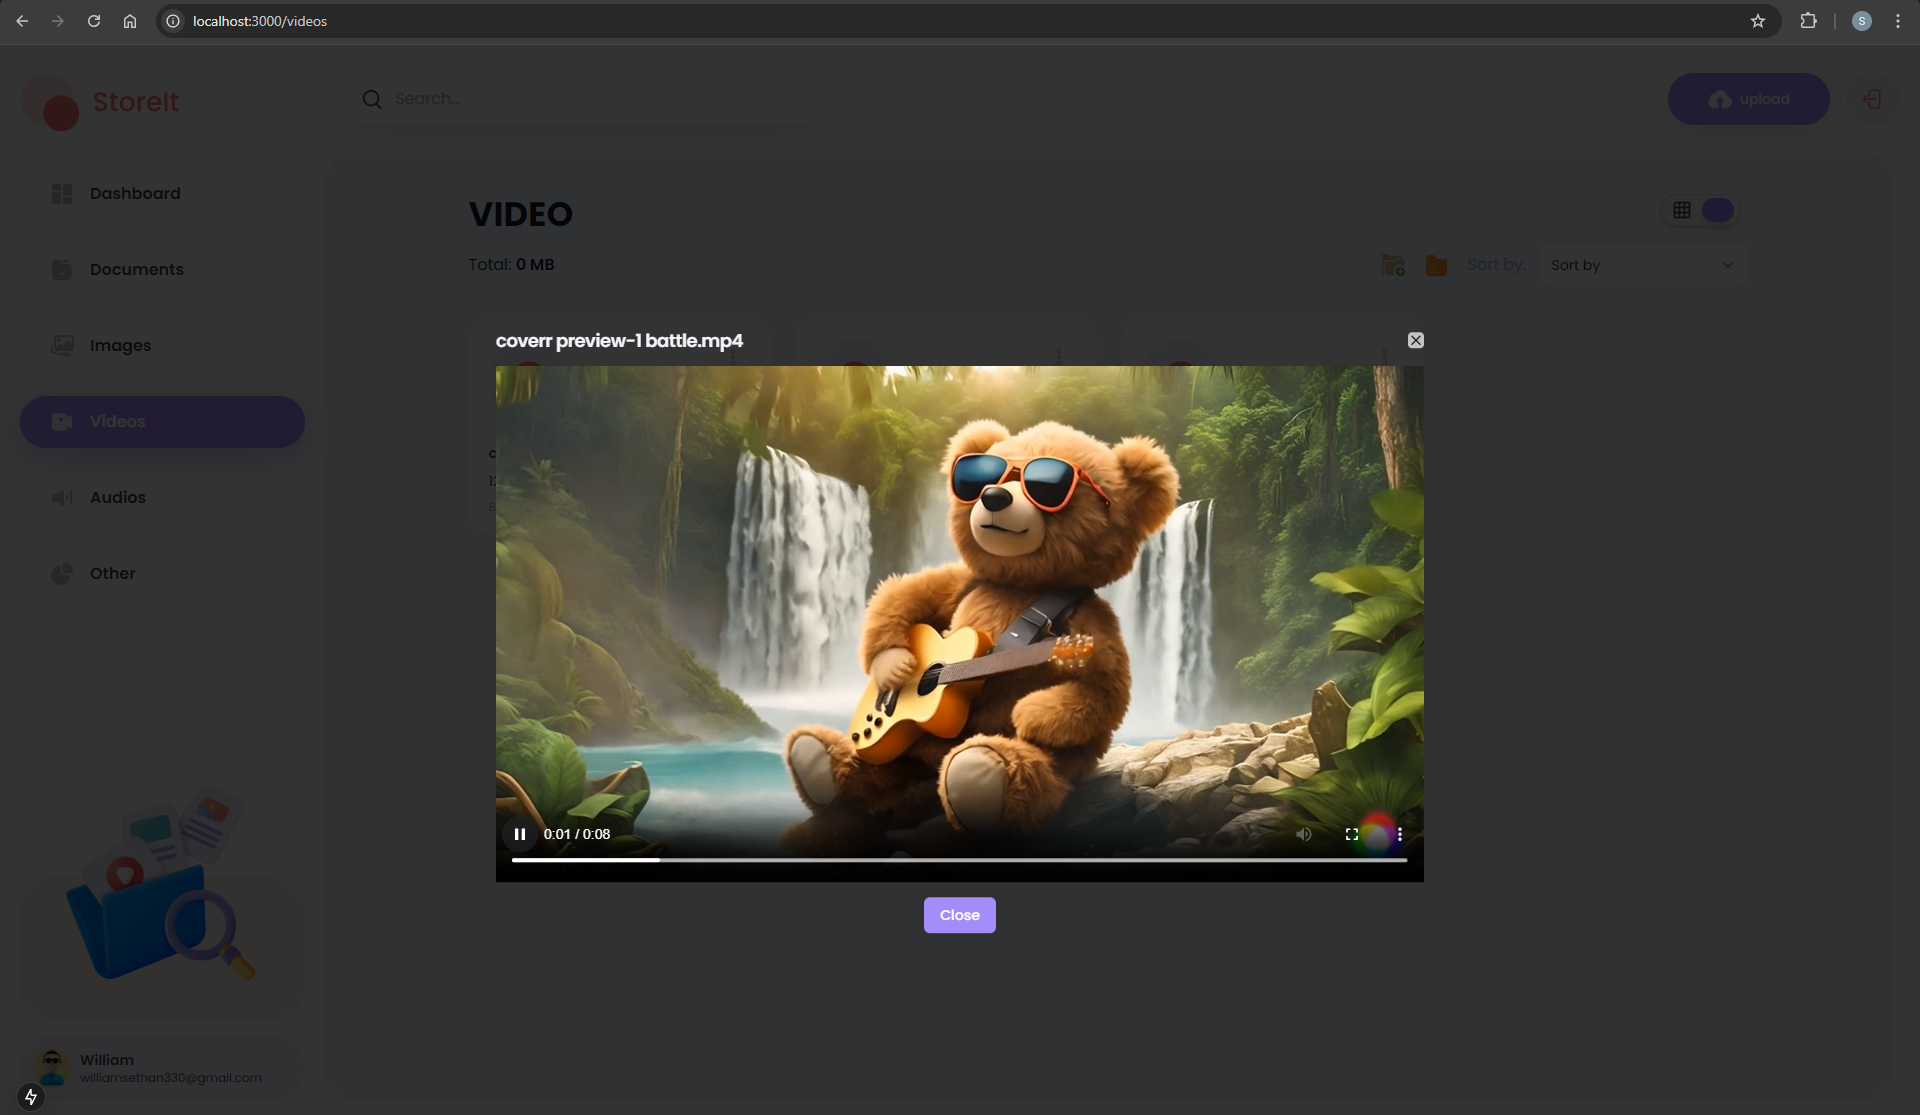 localhost:3000/videos
S
StoreIt
Search...
upload
Dashboard
Documents
Images
Videos
Audios
Other
VIDEO
Total: 0 MB
Sort by:
Sort by
coverr preview-1 battle.mp4
0:01 / 0:08
Close
William
williamsethan330@gmail.com